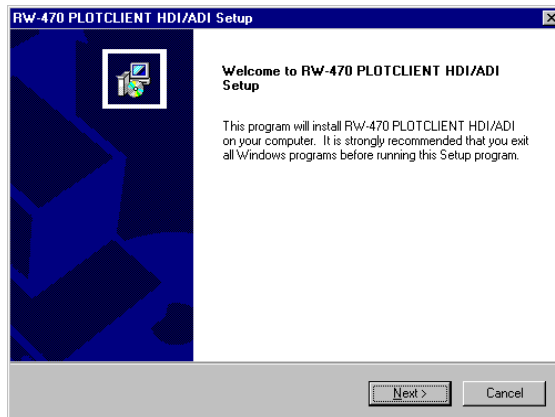 RW-470 PLOTCLIENT HDI/ADI Setup
Welcome to RW-470 PLOTCLIENT HDI/ADI
Setup
This program will install RW-470 PLOTCLIENT HDI/ADI
on your computer. It is strongly recommended that you exit
all Windows programs before running this Setup program.
Next >
Cancel